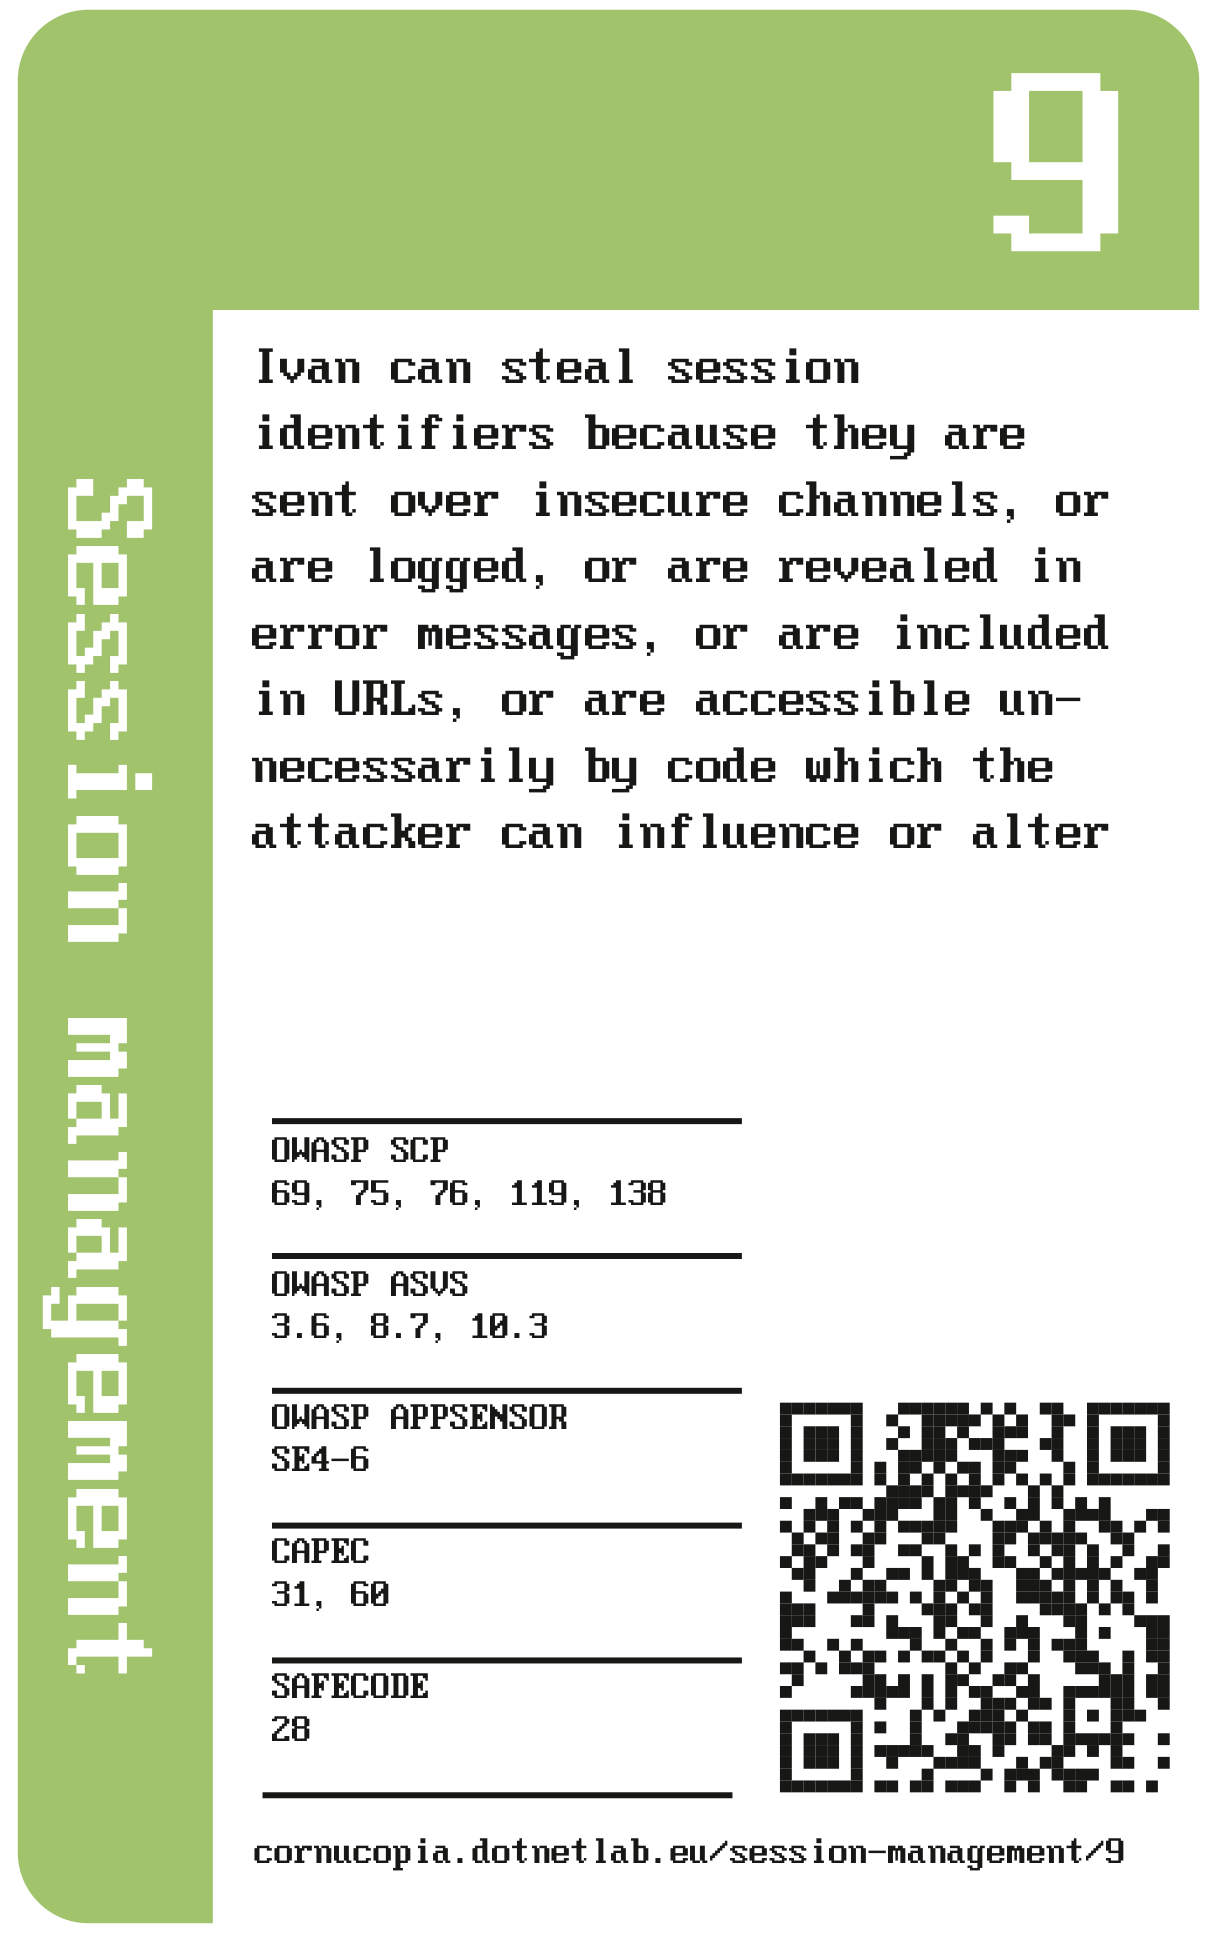 9
Session management
Ivan can steal session
identifiers because they are
sent over insecure channels, or
are logged, or are revealed in
error messages, or are included
in URLs, or are accessible un-
necessarily by code which the
attacker can influence or alter
OWASP SCP
69, 75, 76, 119, 138
OWASP ASVS
3.6, 8.7, 10.3
OWASP APPSENSOR
SE4-6
CAPEC
31, 60
SAFECODE
28
cornucopia.dotnetlab.eu/session-management/9